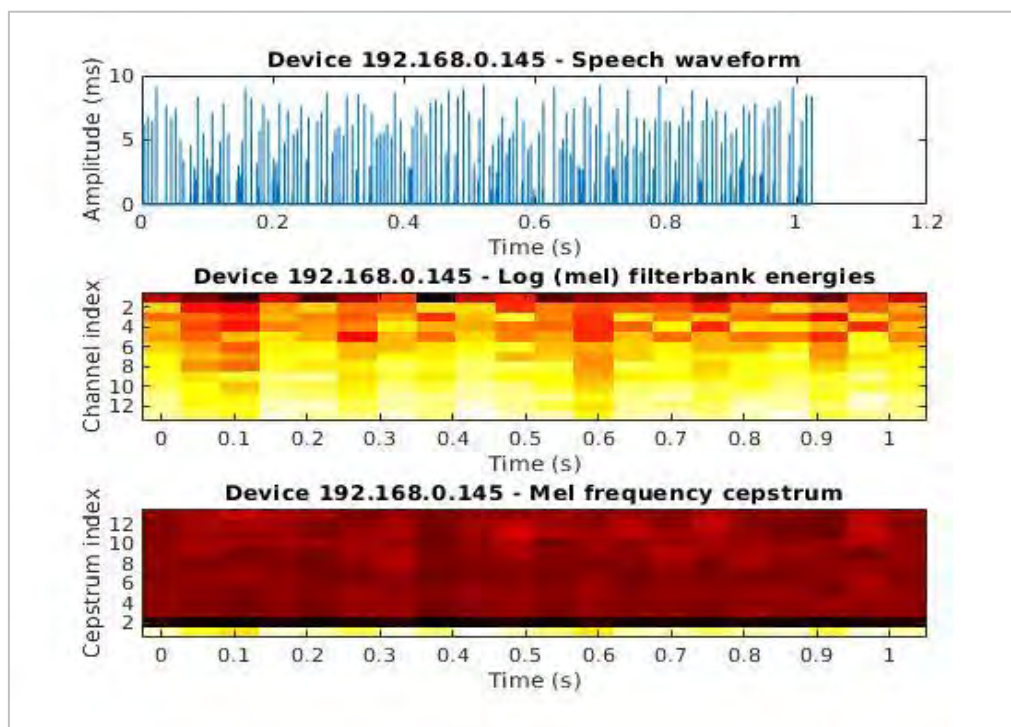 Device 192.168.0.145 - Speech waveform
Amplitude (ms)
10
5
0
0 0.2 0.4 0.6 0.8 1 1.2
Time (s)
Device 192.168.0.145 - Log (mel) filterbank energies
Channel index
2
4
6
8
10
12
0 0.1 0.2 0.3 0.4 0.5 0.6 0.7 0.8 0.9 1
Time (s)
Device 192.168.0.145 - Mel frequency cepstrum
Cepstrum index
12
10
8
6
4
2
0 0.1 0.2 0.3 0.4 0.5 0.6 0.7 0.8 0.9 1
Time (s)